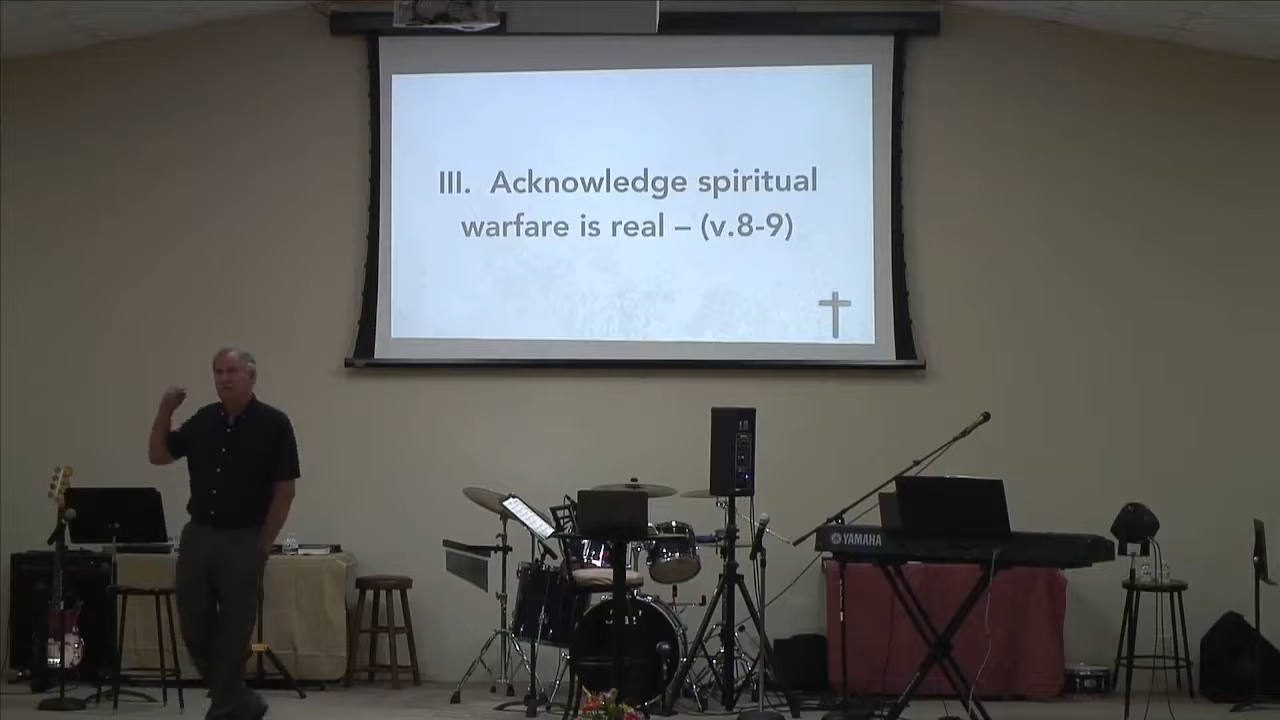 III. Acknowledge spiritual
warfare is real – (v.8-9)
YAMAHA